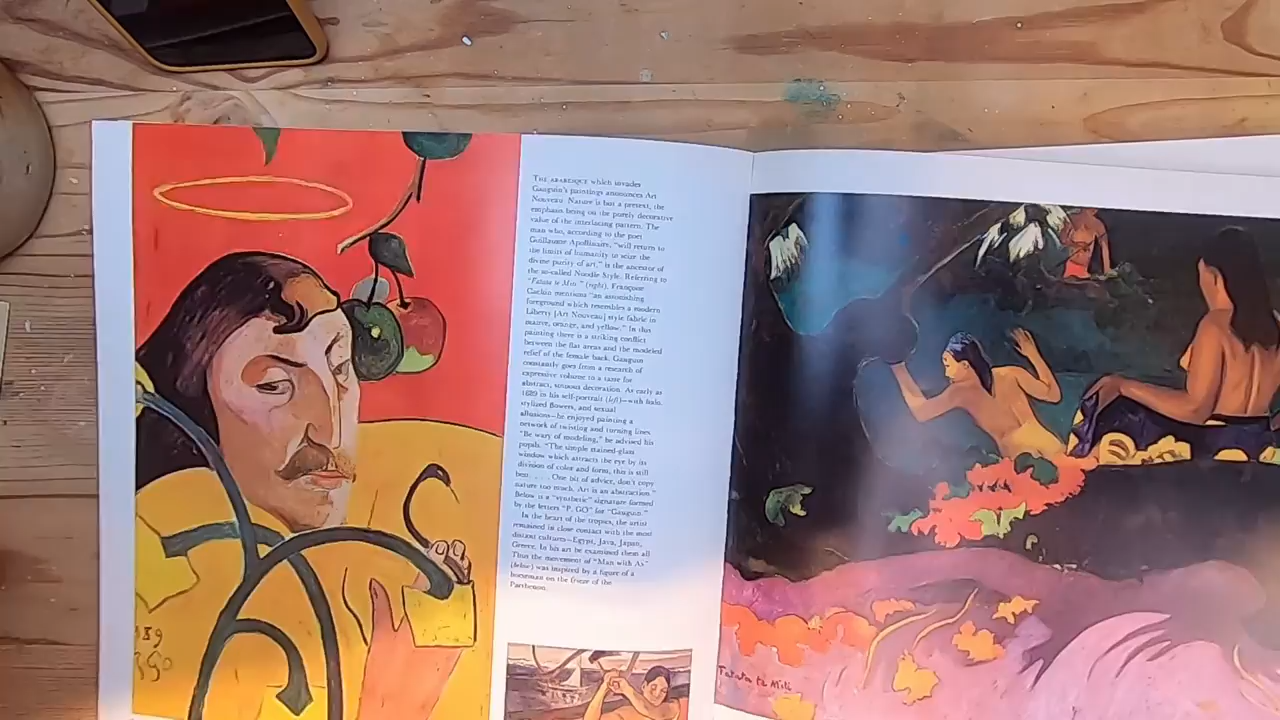 THE ARABESQUE which invades
Gauguin's paintings announces Art
Nouveau. Nature is but a pretext, the
emphasis being on the purely decorative
value of the interlacing pattern. The
man who, according to the poet
Guillaume Apollinaire, "will return to
the limits of humanity to seize the
divine purity of art," is the ancestor of
the so-called Noodle Style. Referring to
"Fatata te Miti" (right), Françoise
Cachin mentions "an astonishing
foreground which resembles a modern
Liberty [Art Nouveau] style fabric in
mauve, orange, and yellow." In this
painting there is a striking conflict
between the flat areas and the modeled
relief of the female back. Gauguin
constantly goes from a research of
expressive volume to a taste for
abstract, sinuous decoration. As early as
1889 in his self-portrait (left)—with halo,
stylized flowers, and sexual
allusions—he enjoyed painting a
network of twisting and turning lines.
"Be wary of modeling," he advised his
pupils. "The simple stained-glass
window which attracts the eye by its
division of color and form, this is still
best. . . . One bit of advice, don't copy
nature too much. Art is an abstraction."
Below is a "synthetic" signature formed
by the letters "P. GO" for "Gauguin."
In the heart of the tropics, the artist
remained in close contact with the most
distant cultures—Egypt, Java, Japan,
Greece. In his art he examined them all.
Thus the movement of "Man with Ax"
(below) was inspired by a figure of a
horseman on the frieze of the
Parthenon.
Fatata te Miti